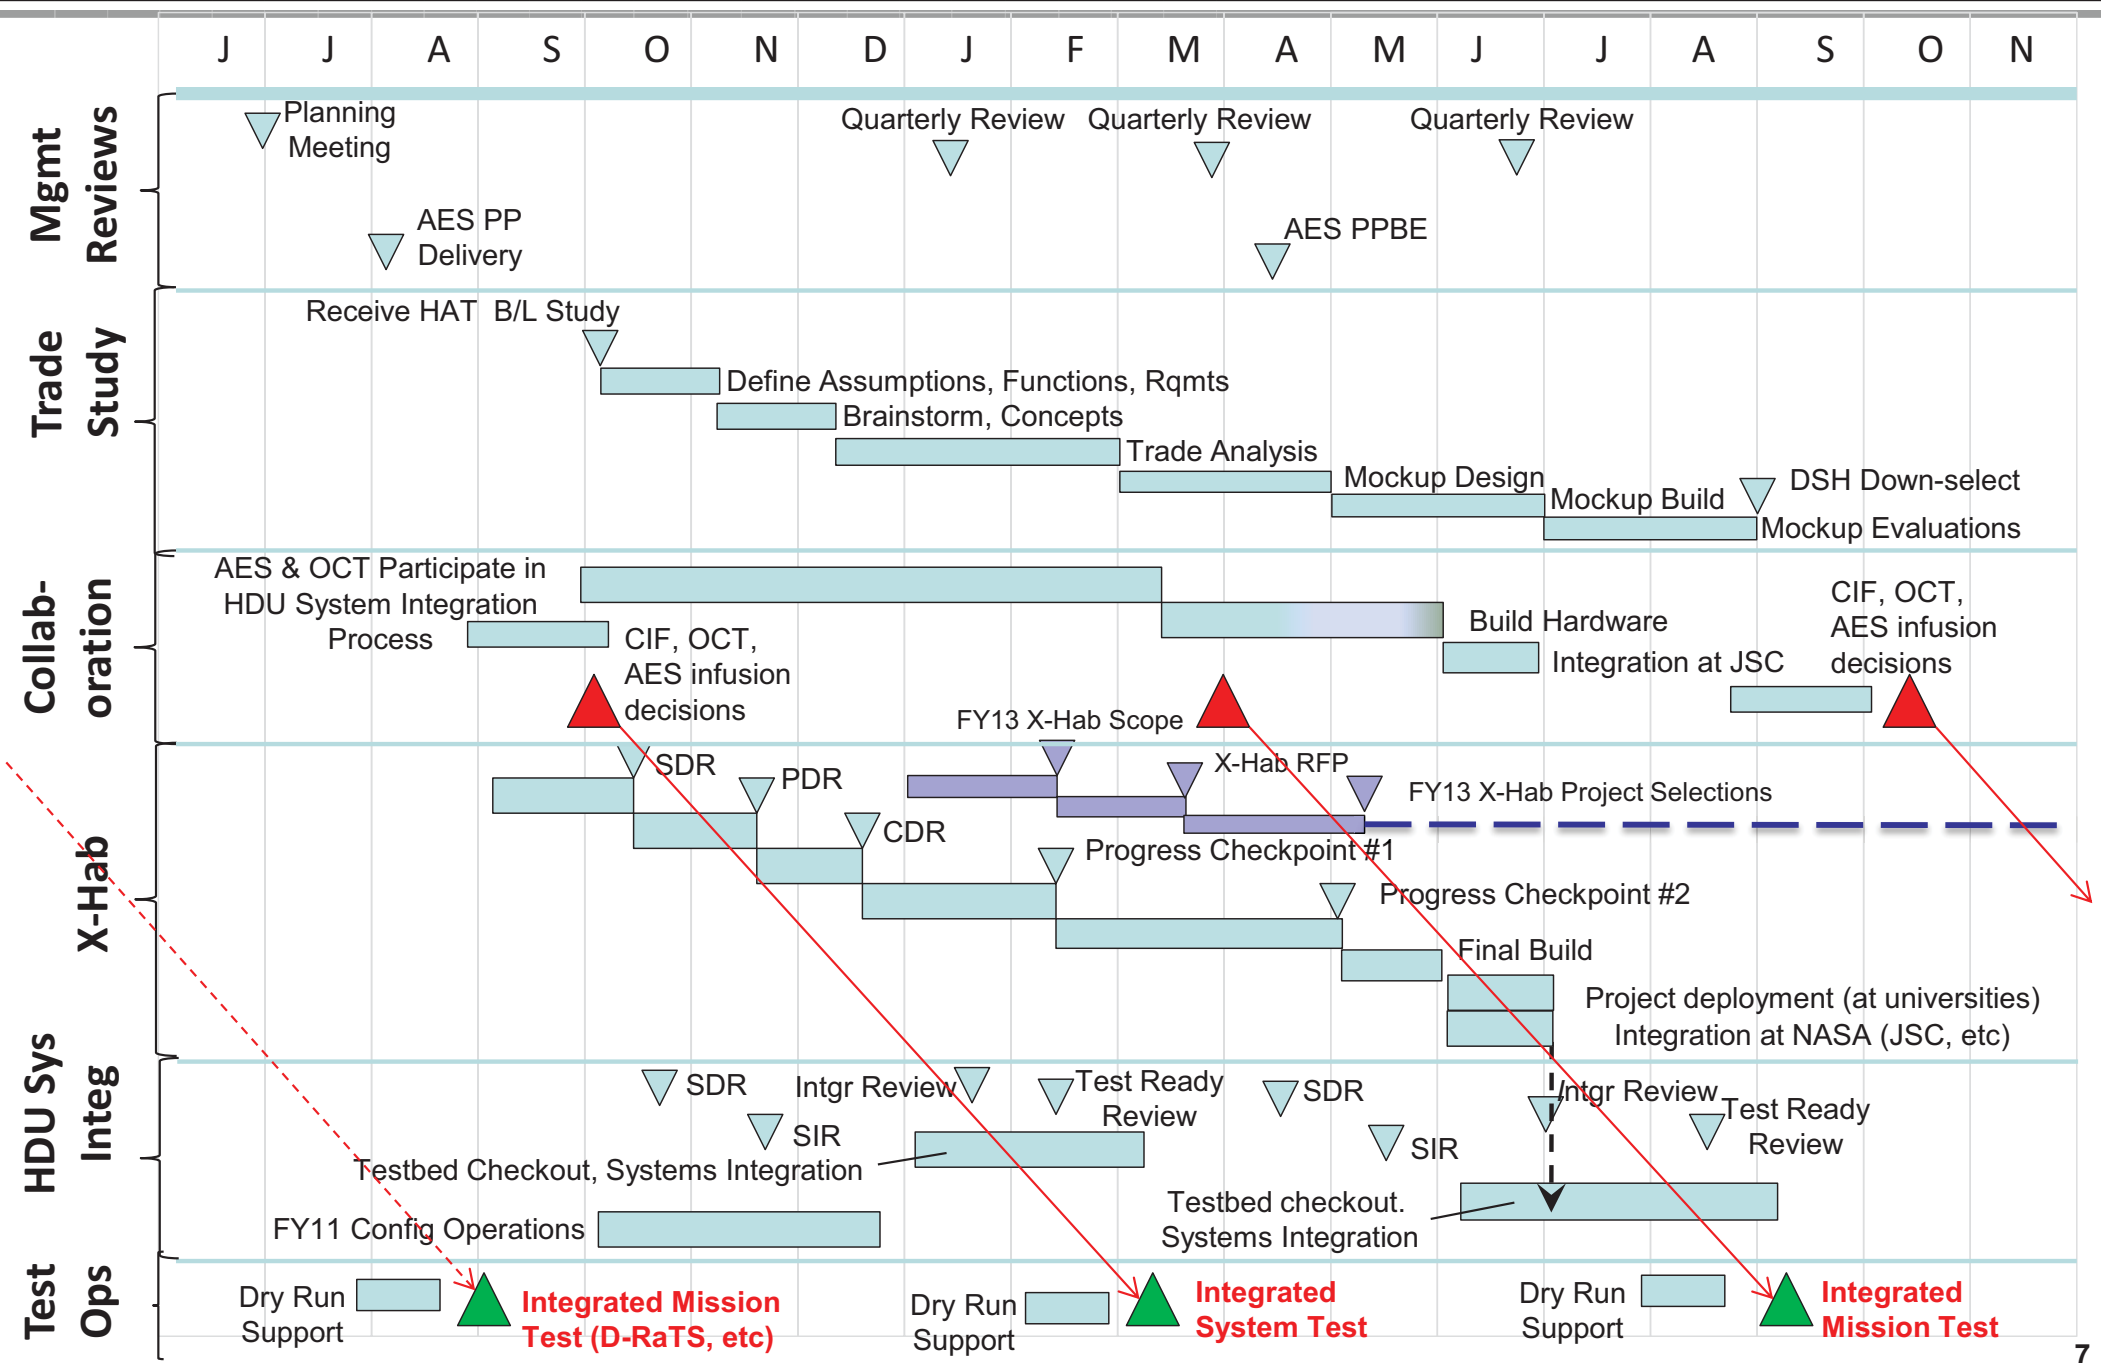 J J A S O N D J F M A M J J A S O N
Mgmt
Reviews
Planning
Meeting
Quarterly Review
Quarterly Review
Quarterly Review
AES PP
Delivery
AES PPBE
Trade
Study
Receive HAT B/L Study
Define Assumptions, Functions, Rqmts
Brainstorm, Concepts
Trade Analysis
Mockup Design
Mockup Build
DSH Down-select
Mockup Evaluations
Collab-
oration
AES & OCT Participate in
HDU System Integration
Process
CIF, OCT,
AES infusion
decisions
Build Hardware
Integration at JSC
CIF, OCT,
AES infusion
decisions
X-Hab
FY13 X-Hab Scope
SDR
PDR
CDR
X-Hab RFP
FY13 X-Hab Project Selections
Progress Checkpoint #1
Progress Checkpoint #2
Final Build
Project deployment (at universities)
Integration at NASA (JSC, etc)
HDU Sys
Integ
SDR
SIR
Intgr Review
Test Ready
Review
SDR
SIR
Intgr Review
Test Ready
Review
Testbed Checkout, Systems Integration
Testbed checkout.
Systems Integration
FY11 Config Operations
Test
Ops
Dry Run
Support
Integrated Mission
Test (D-RaTS, etc)
Dry Run
Support
Integrated
System Test
Dry Run
Support
Integrated
Mission Test
7